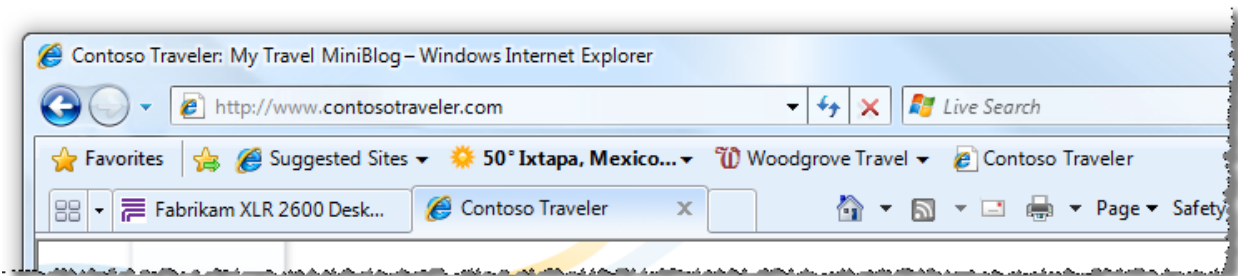 Contoso Traveler: My Travel MiniBlog – Windows Internet Explorer
http://www.contosotraveler.com Live Search
Favorites Suggested Sites 50° Ixtapa, Mexico... Woodgrove Travel Contoso Traveler
Fabrikam XLR 2600 Desk... Contoso Traveler Page Safety